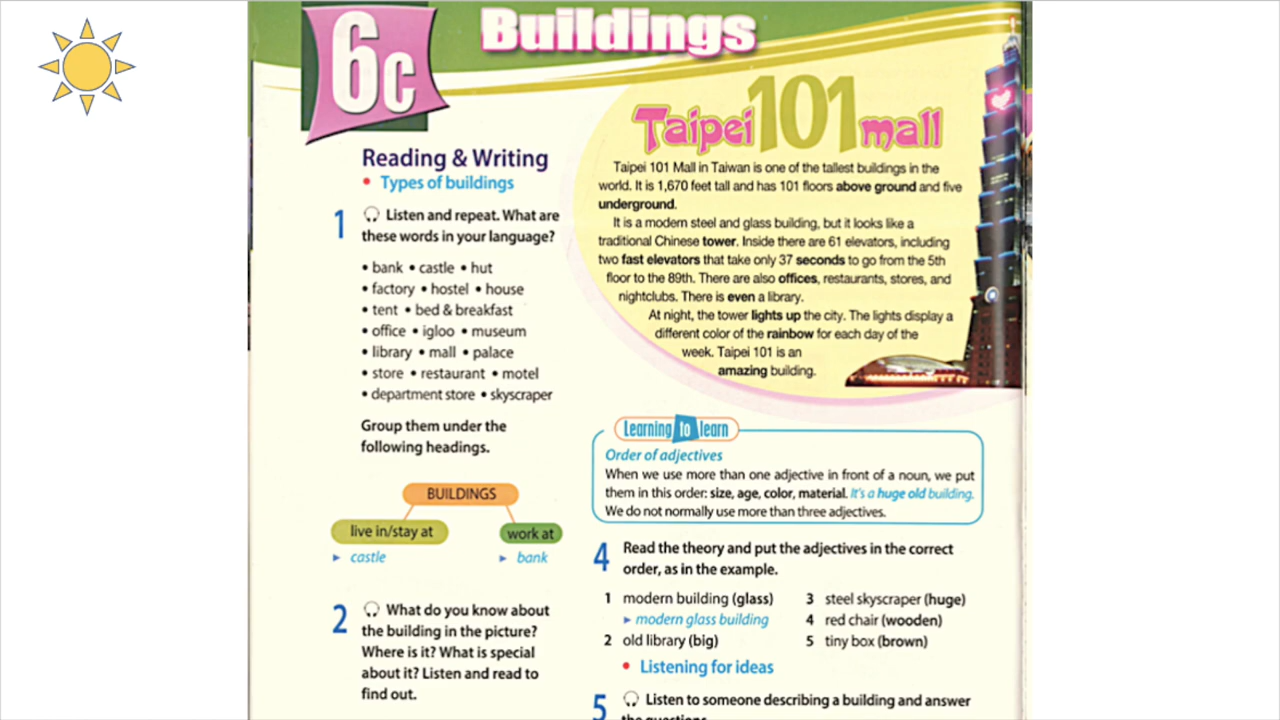 6c Buildings
Reading & Writing
• Types of buildings
1 Listen and repeat. What are
these words in your language?
• bank • castle • hut
• factory • hostel • house
• tent • bed & breakfast
• office • igloo • museum
• library • mall • palace
• store • restaurant • motel
• department store • skyscraper
Group them under the
following headings.
BUILDINGS
live in/stay at work at
► castle ► bank
2 What do you know about
the building in the picture?
Where is it? What is special
about it? Listen and read to
find out.
Taipei 101 mall
Taipei 101 Mall in Taiwan is one of the tallest buildings in the
world. It is 1,670 feet tall and has 101 floors above ground and five
underground.
It is a modern steel and glass building, but it looks like a
traditional Chinese tower. Inside there are 61 elevators, including
two fast elevators that take only 37 seconds to go from the 5th
floor to the 89th. There are also offices, restaurants, stores, and
nightclubs. There is even a library.
At night, the tower lights up the city. The lights display a
different color of the rainbow for each day of the
week. Taipei 101 is an
amazing building.
Learning to learn
Order of adjectives
When we use more than one adjective in front of a noun, we put
them in this order: size, age, color, material. It's a huge old building.
We do not normally use more than three adjectives.
4 Read the theory and put the adjectives in the correct
order, as in the example.
1 modern building (glass)
► modern glass building
2 old library (big)
3 steel skyscraper (huge)
4 red chair (wooden)
5 tiny box (brown)
• Listening for ideas
5 Listen to someone describing a building and answer
the questions